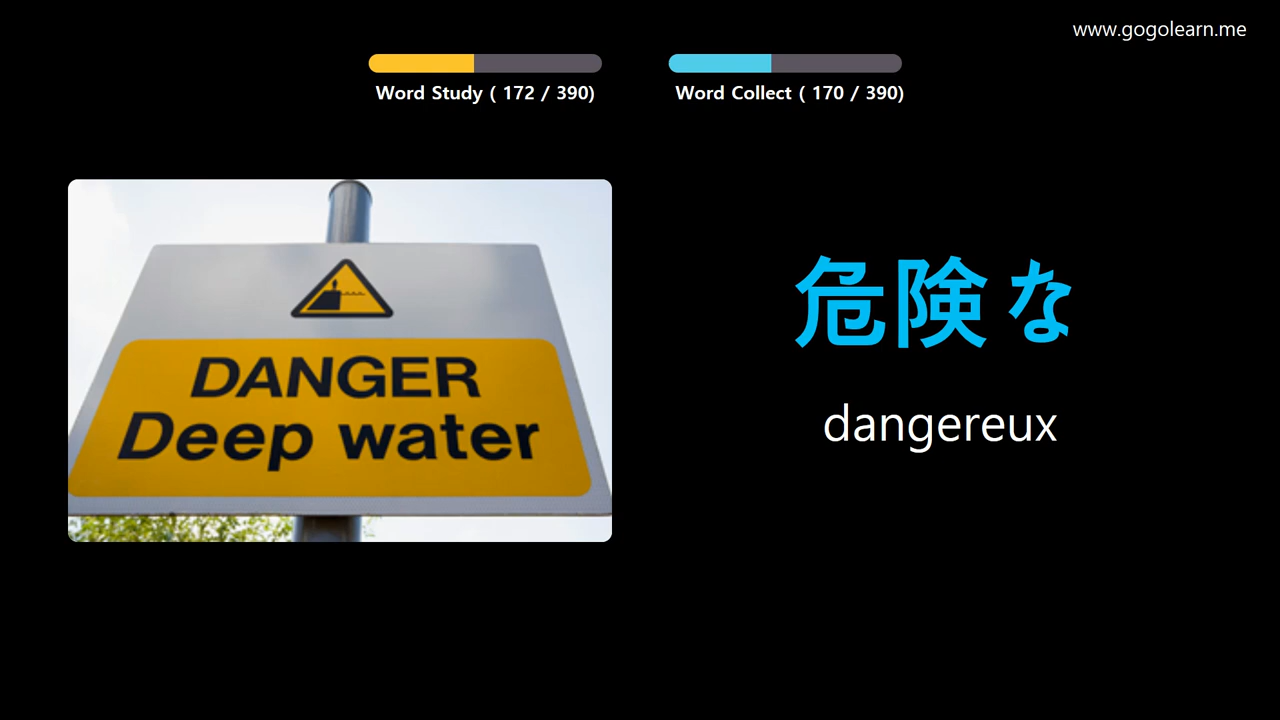 www.gogolearn.me
Word Study ( 172 / 390)
Word Collect ( 170 / 390)
DANGER
Deep water
危険な
dangereux